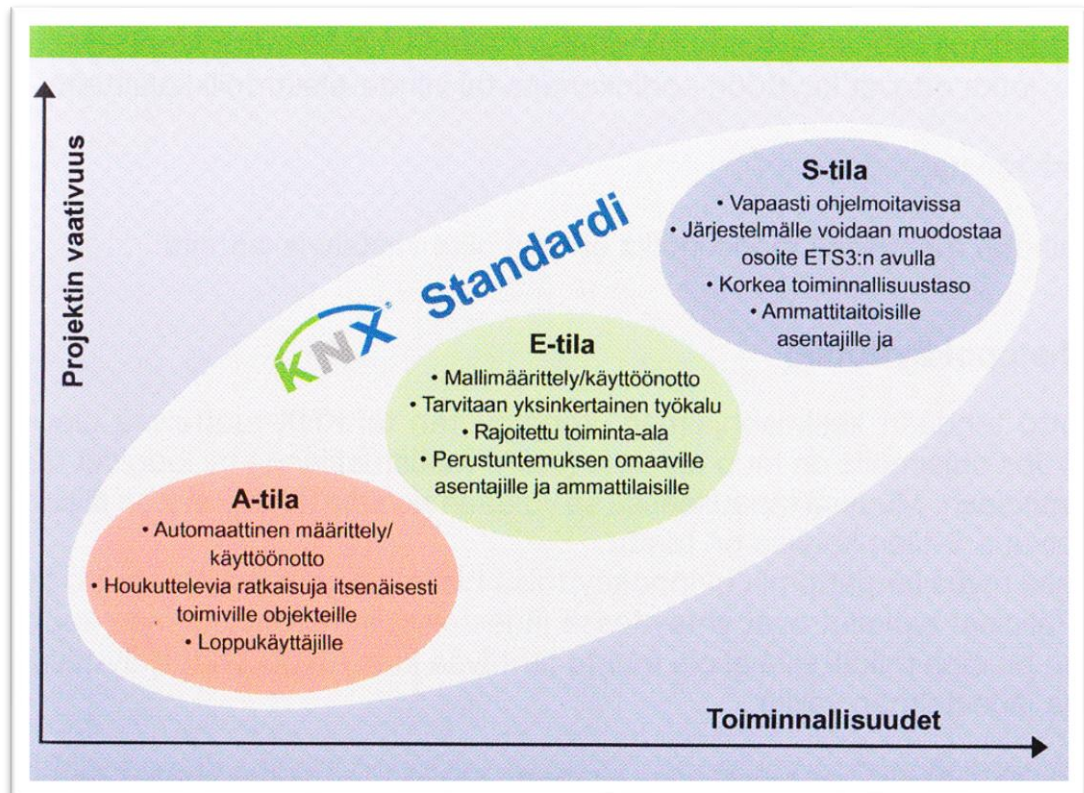 Projektin vaativuus
KNX®
Standardi
S-tila
• Vapaasti ohjelmoitavissa
• Järjestelmälle voidaan muodostaa
osoite ETS3:n avulla
• Korkea toiminnallisuustaso
• Ammattitaitoisille
asentajille ja
E-tila
• Mallimäärittely/käyttöönotto
• Tarvitaan yksinkertainen työkalu
• Rajoitettu toiminta-ala
• Perustuntemuksen omaaville
asentajille ja ammattilaisille
A-tila
• Automaattinen määrittely/
käyttöönotto
• Houkuttelevia ratkaisuja itsenäisesti
toimiville objekteille
• Loppukäyttäjille
Toiminnallisuudet